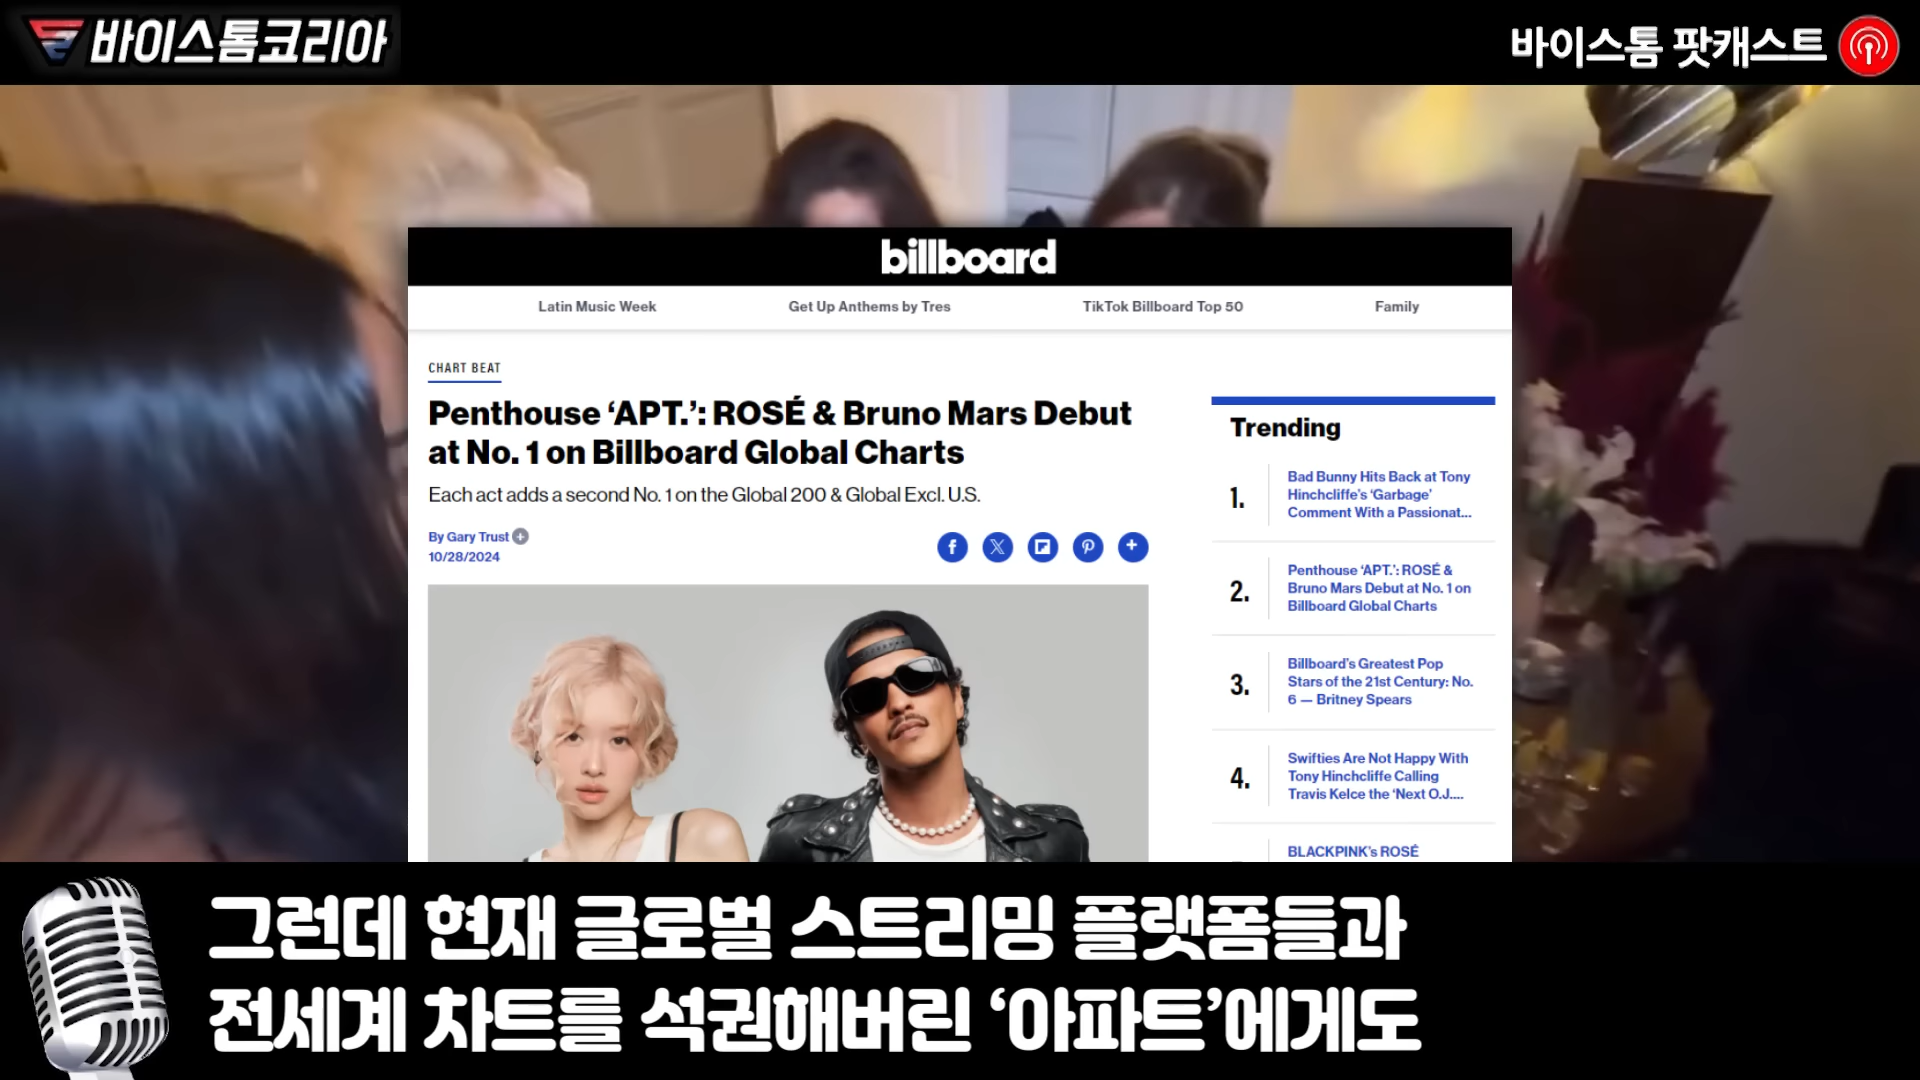 바이스톰코리아
바이스톰 팟캐스트
billboard
Latin Music Week
Get Up Anthems by Tres
TikTok Billboard Top 50
Family
CHART BEAT
Penthouse ‘APT.’: ROSÉ & Bruno Mars Debut
at No. 1 on Billboard Global Charts
Each act adds a second No. 1 on the Global 200 & Global Excl. U.S.
By Gary Trust
10/28/2024
Trending
1.
Bad Bunny Hits Back at Tony
Hinchcliffe’s ‘Garbage’
Comment With a Passionat...
2.
Penthouse ‘APT.’: ROSÉ &
Bruno Mars Debut at No. 1 on
Billboard Global Charts
3.
Billboard’s Greatest Pop
Stars of the 21st Century: No.
6 — Britney Spears
4.
Swifties Are Not Happy With
Tony Hinchcliffe Calling
Travis Kelce the ‘Next O.J....
BLACKPINK’s ROSÉ
그런데 현재 글로벌 스트리밍 플랫폼들과
전세계 차트를 석권해버린 ‘아파트’에게도